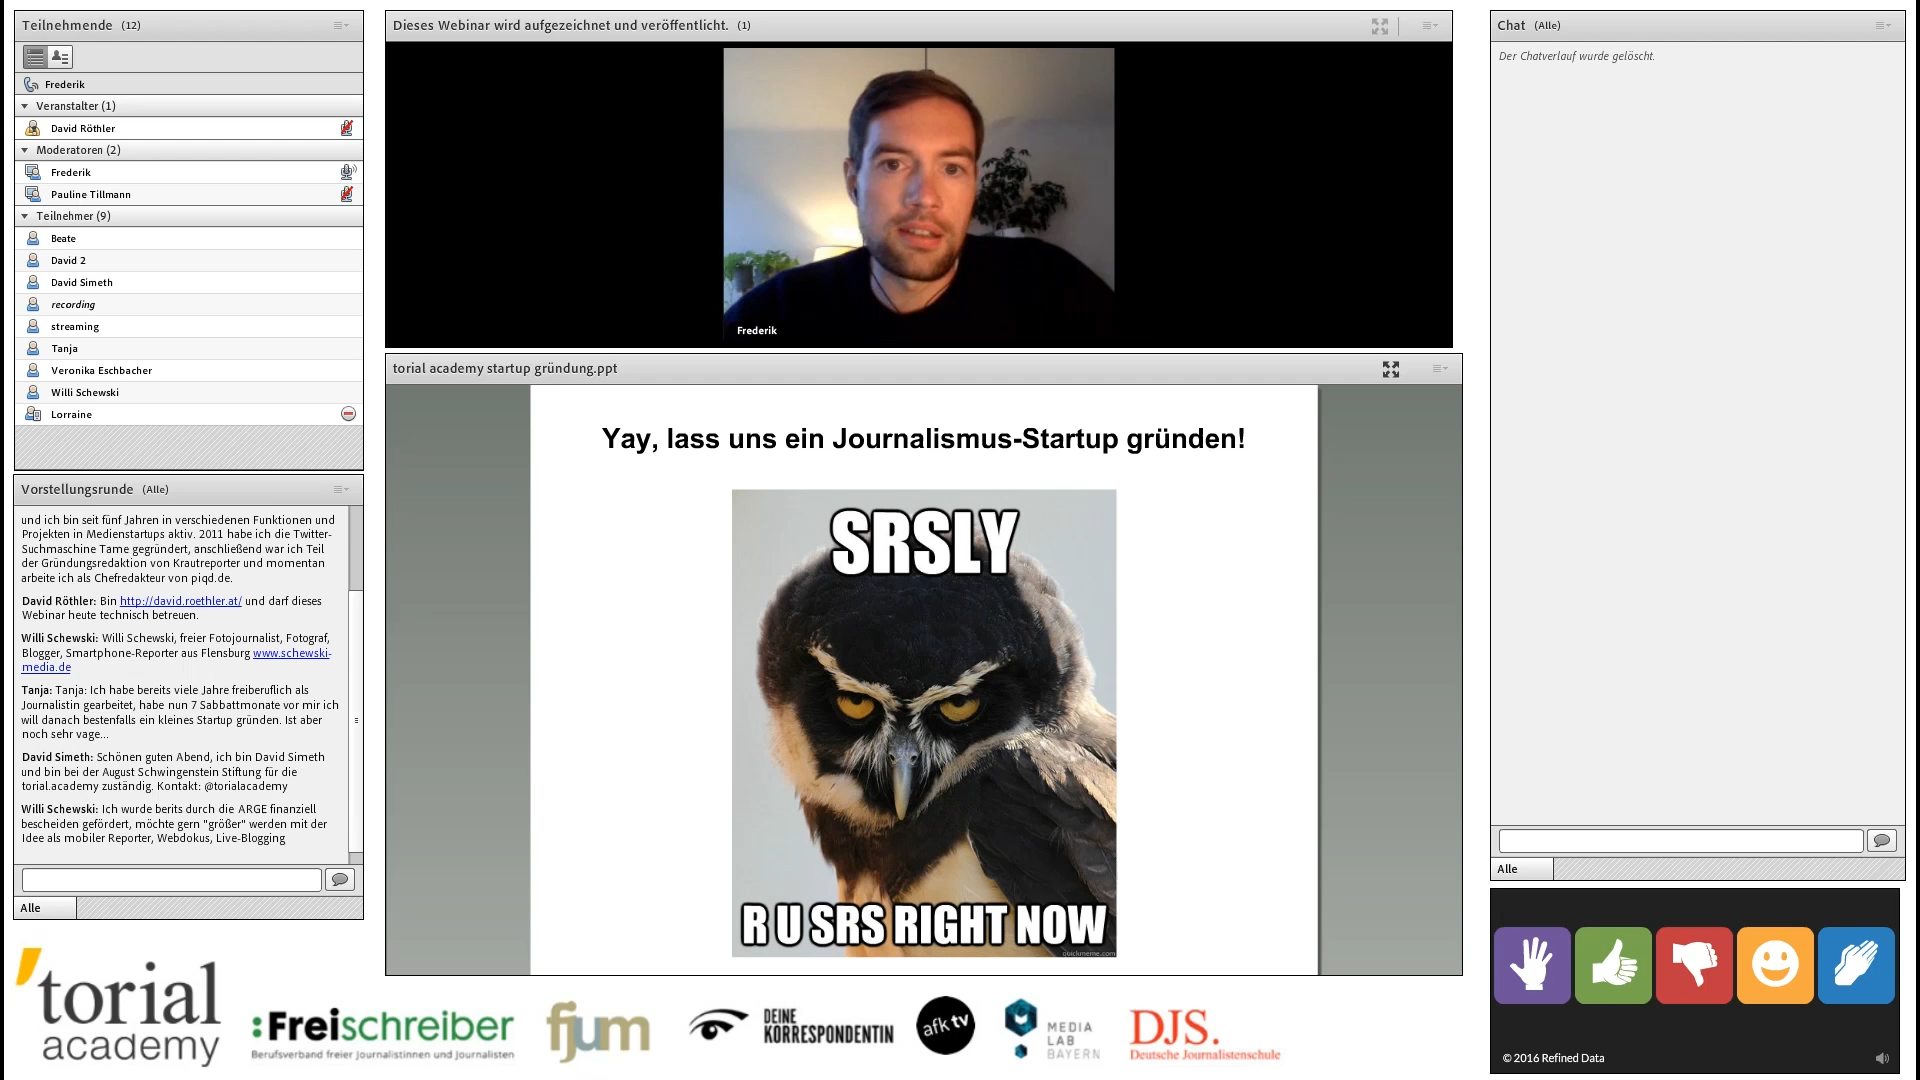 Teilnehmende (12)
Frederik
Veranstalter (1)
David Röthler
Moderatoren (2)
Frederik
Pauline Tillmann
Teilnehmer (9)
Beate
David 2
David Simeth
recording
streaming
Tanja
Veronika Eschbacher
Willi Schewski
Lorraine
Vorstellungsrunde (Alle)
und ich bin seit fünf Jahren in verschiedenen Funktionen und
Projekten in Medienstartups aktiv. 2011 habe ich die Twitter-
Suchmaschine Tame gegründet, anschließend war ich Teil
der Gründungsredaktion von Krautreporter und momentan
arbeite ich als Chefredakteur von piqd.de.
David Röthler: Bin http://david.roethler.at/ und darf dieses
Webinar heute technisch betreuen.
Willi Schewski: Willi Schewski, freier Fotojournalist, Fotograf,
Blogger, Smartphone-Reporter aus Flensburg www.schewski-
media.de
Tanja: Tanja: Ich habe bereits viele Jahre freiberuflich als
Journalistin gearbeitet, habe nun 7 Sabbattmonate vor mir ich
will danach bestenfalls ein kleines Startup gründen. Ist aber
noch sehr vage...
David Simeth: Schönen guten Abend, ich bin David Simeth
und bin bei der August Schwingenstein Stiftung für die
torial.academy zuständig. Kontakt: @torialacademy
Willi Schewski: Ich wurde berits durch die ARGE finanziell
bescheiden gefördert, möchte gern "größer" werden mit der
Idee als mobiler Reporter, Webdokus, Live-Blogging
Alle
Dieses Webinar wird aufgezeichnet und veröffentlicht. (1)
Frederik
torial academy startup gründung.ppt
Yay, lass uns ein Journalismus-Startup gründen!
SRSLY
R U SRS RIGHT NOW
quickmeme.com
Chat (Alle)
Der Chatverlauf wurde gelöscht.
Alle
© 2016 Refined Data
'torial
academy
:Freischreiber
Berufsverband freier Journalistinnen und Journalisten
fjum
DEINE
KORRESPONDENTIN
afk tv
MEDIA
LAB
BAYERN
DJS.
Deutsche Journalistenschule